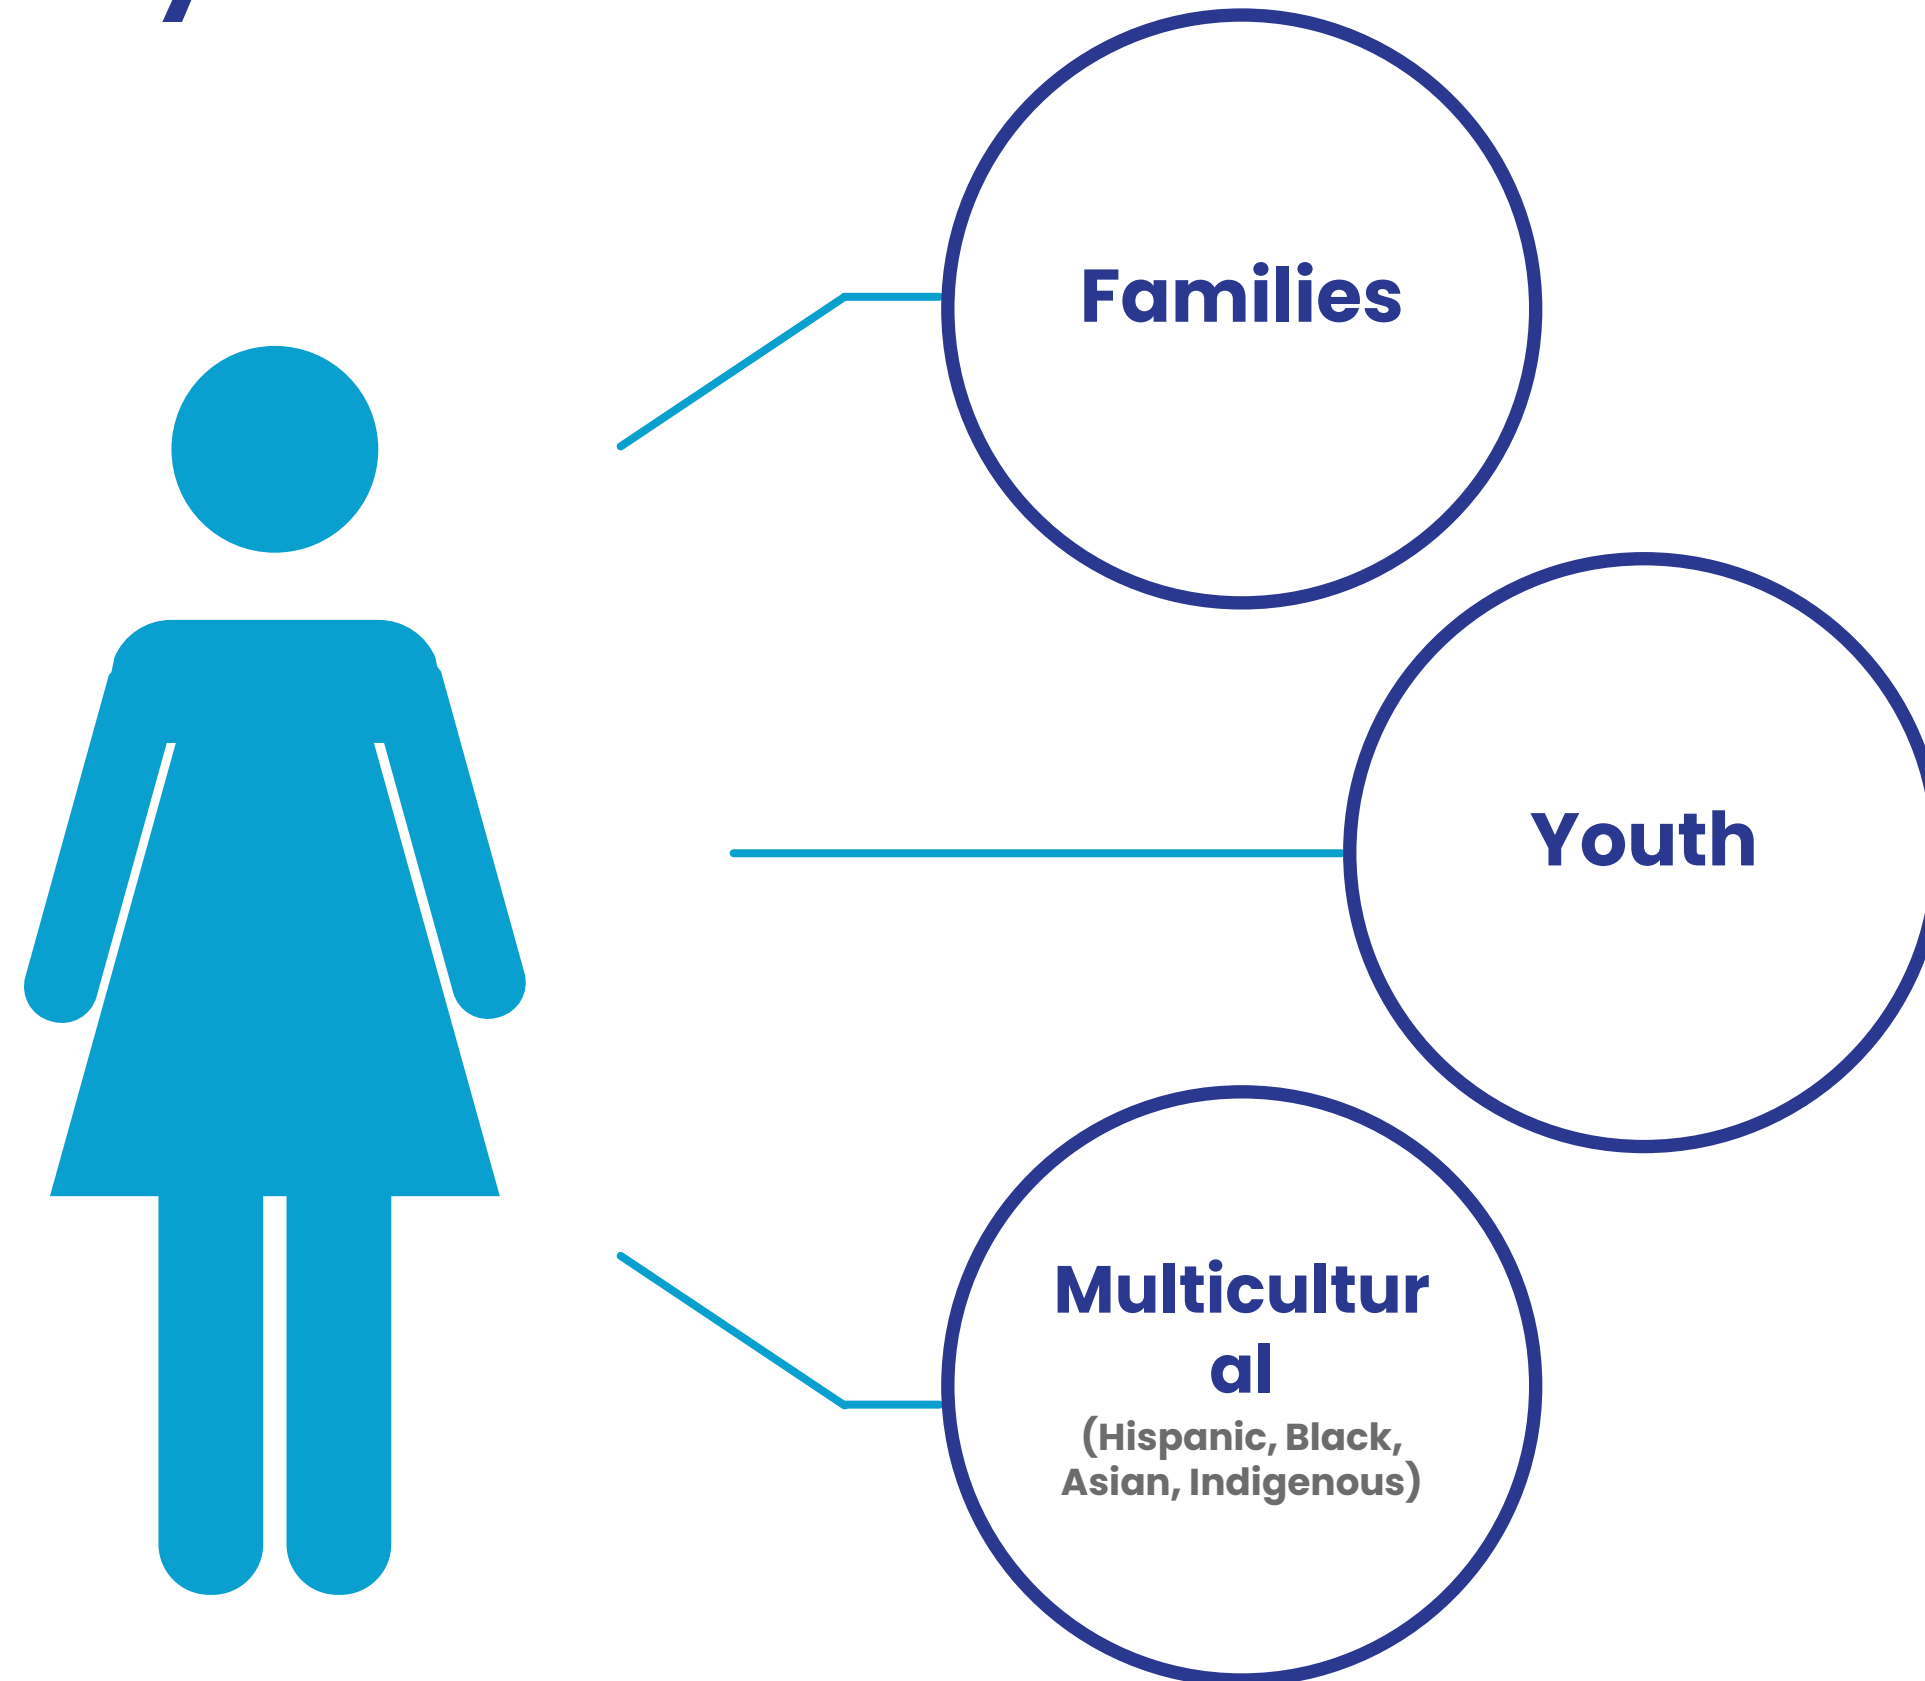 Families
Youth
Multicultur
al
(Hispanic, Black,
Asian, Indigenous)